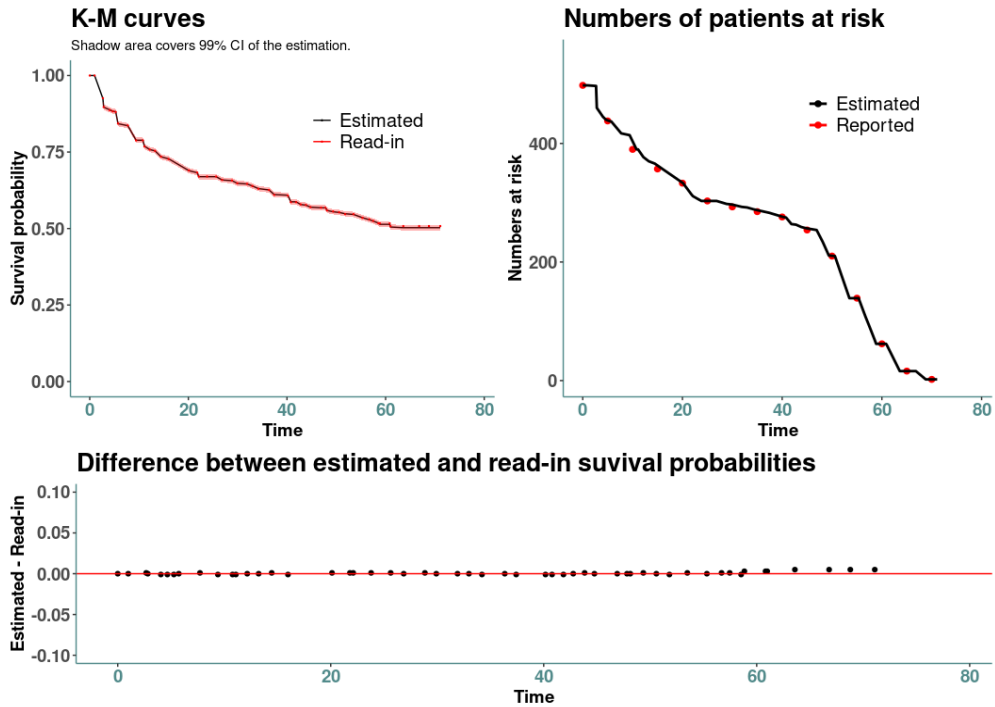 K-M curves
Shadow area covers 99% CI of the estimation.
Survival probability
1.00
0.75
0.50
0.25
0.00
Estimated
Read-in
0 20 40 60 80
Time
Numbers of patients at risk
Numbers at risk
400
200
0
Estimated
Reported
0 20 40 60 80
Time
Difference between estimated and read-in suvival probabilities
Estimated - Read-in
0.10
0.05
0.00
-0.05
-0.10
0 20 40 60 80
Time